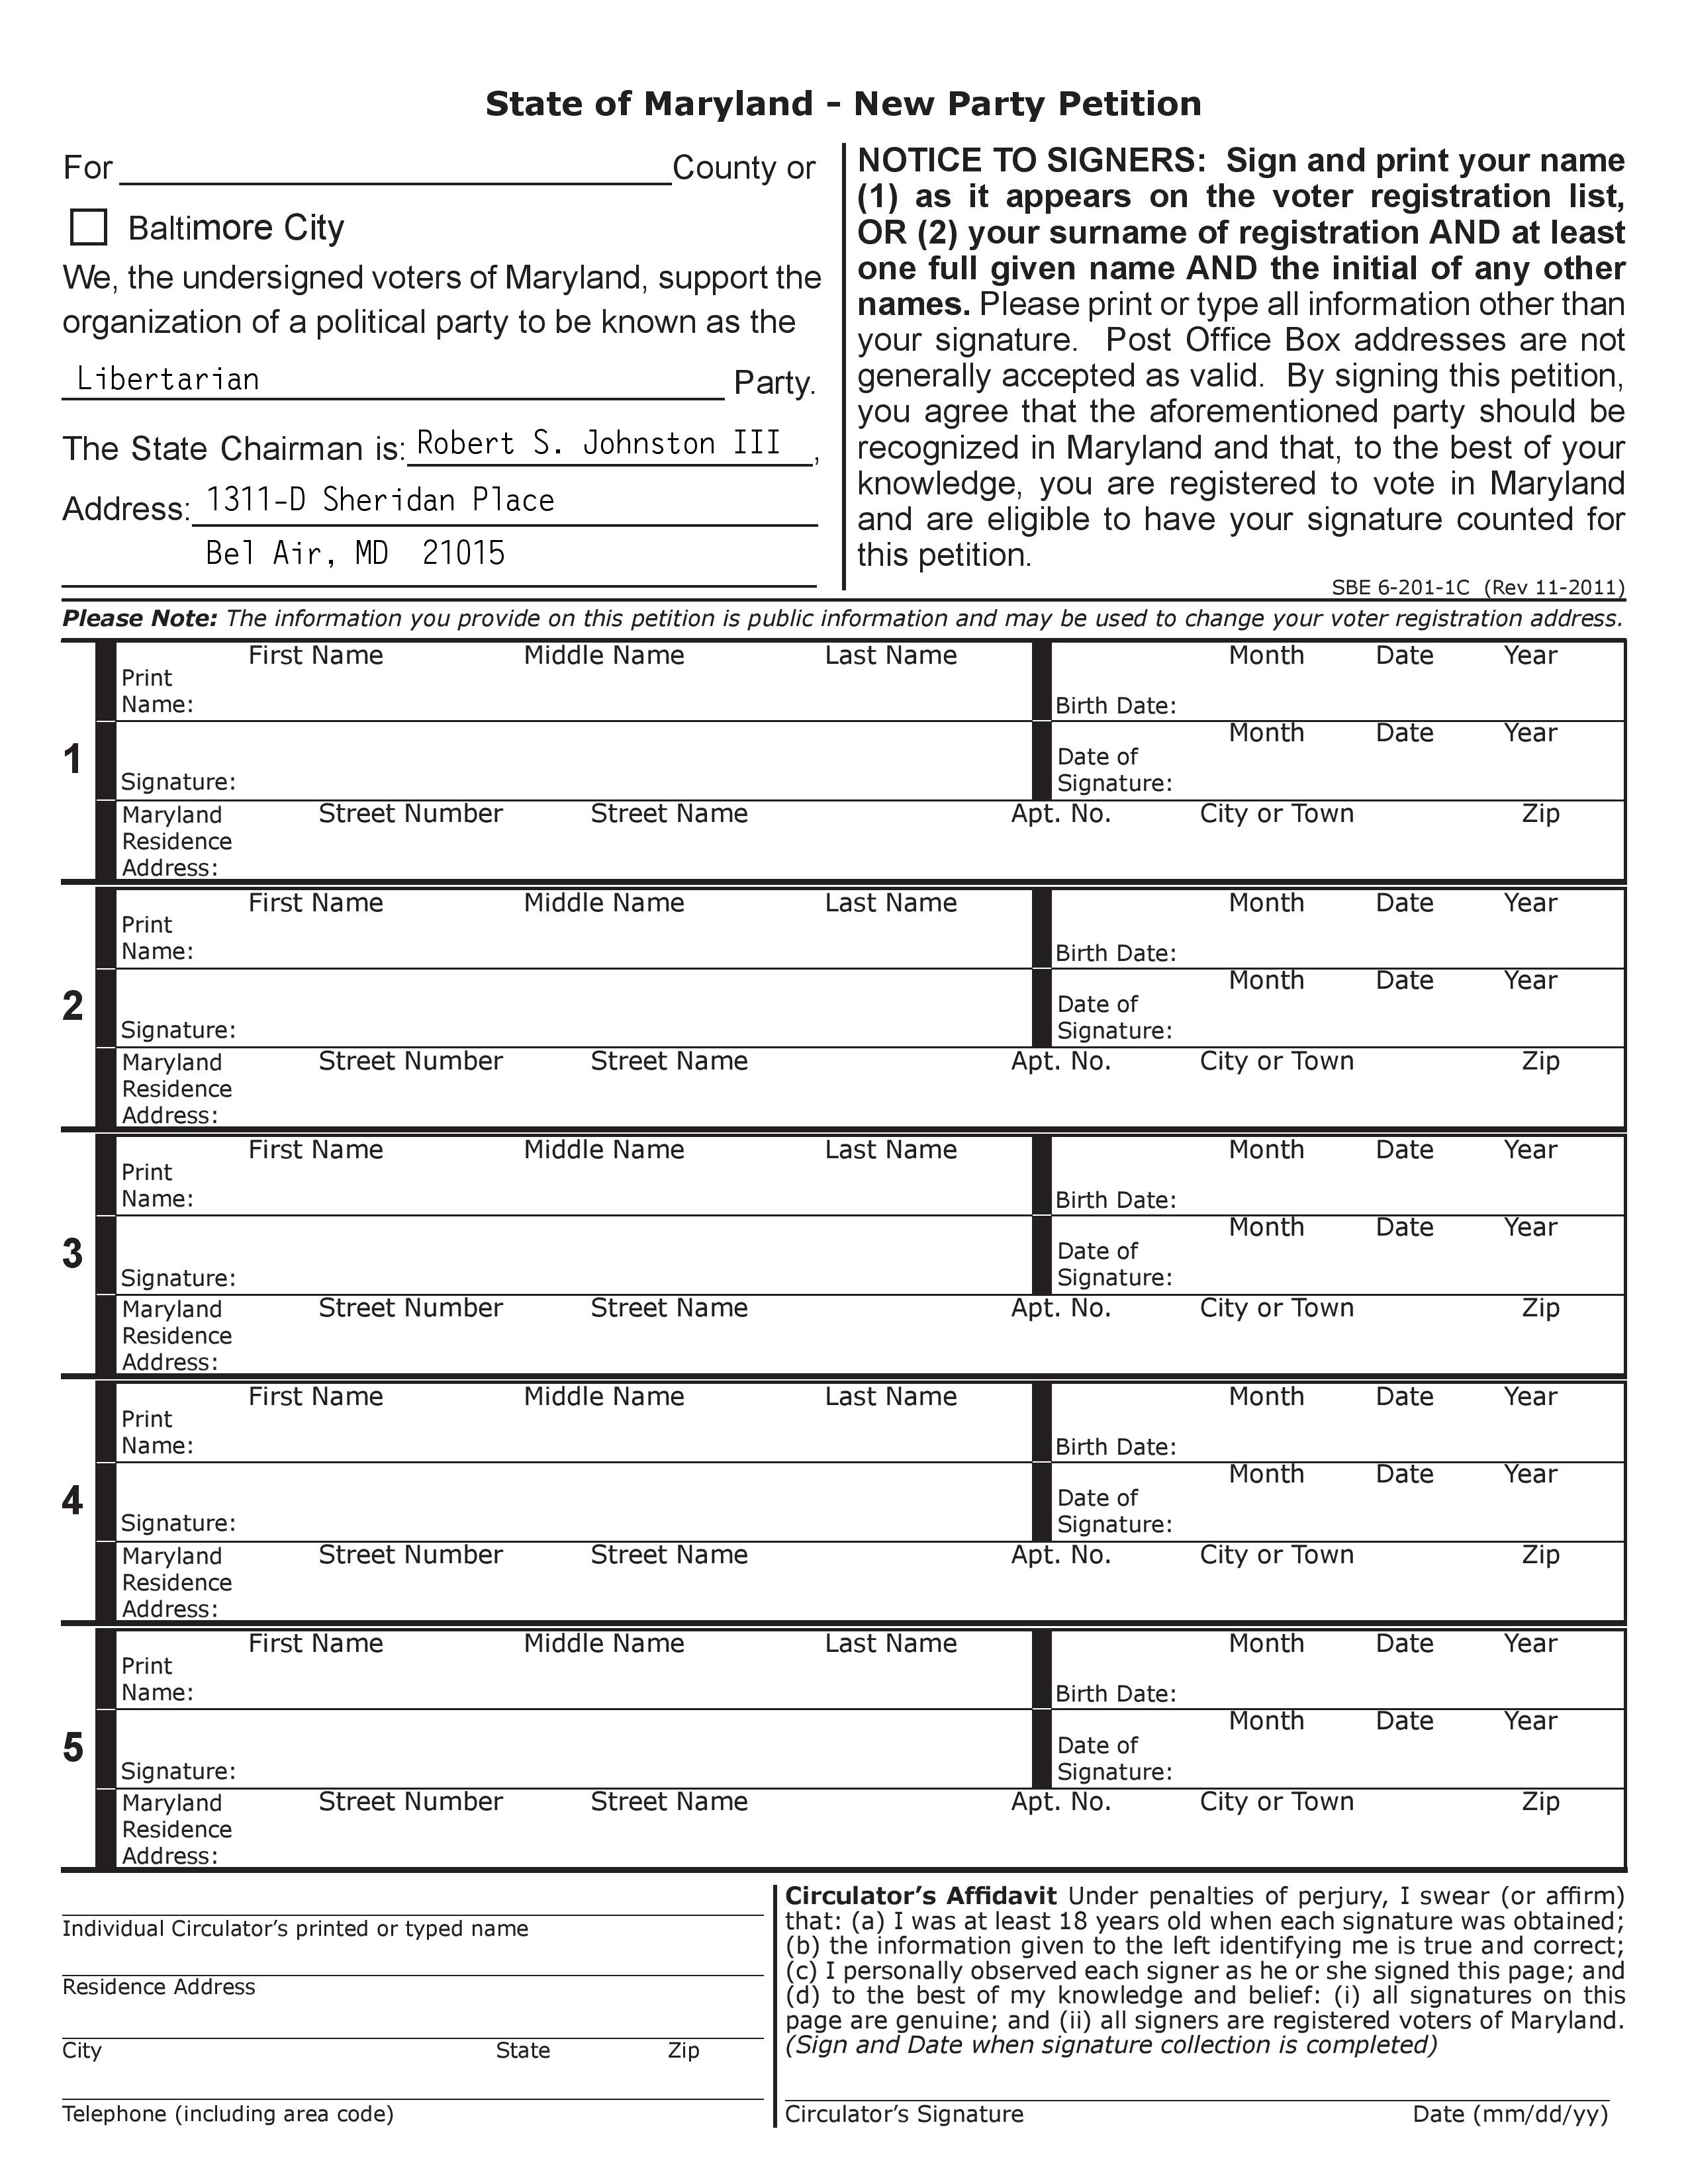 State of Maryland - New Party Petition
For County or
Baltimore City
We, the undersigned voters of Maryland, support the
organization of a political party to be known as the
Libertarian Party.
The State Chairman is: Robert S. Johnston III ,
Address: 1311-D Sheridan Place
Bel Air, MD 21015
NOTICE TO SIGNERS: Sign and print your name
(1) as it appears on the voter registration list,
OR (2) your surname of registration AND at least
one full given name AND the initial of any other
names. Please print or type all information other than
your signature. Post Office Box addresses are not
generally accepted as valid. By signing this petition,
you agree that the aforementioned party should be
recognized in Maryland and that, to the best of your
knowledge, you are registered to vote in Maryland
and are eligible to have your signature counted for
this petition.
SBE 6-201-1C (Rev 11-2011)
Please Note: The information you provide on this petition is public information and may be used to change your voter registration address.
1
First Name Middle Name Last Name Month Date Year
Print
Name: Birth Date:
Month Date Year
Date of
Signature: Signature:
Maryland Street Number Street Name Apt. No. City or Town Zip
Residence
Address:
2
First Name Middle Name Last Name Month Date Year
Print
Name: Birth Date:
Month Date Year
Date of
Signature: Signature:
Maryland Street Number Street Name Apt. No. City or Town Zip
Residence
Address:
3
First Name Middle Name Last Name Month Date Year
Print
Name: Birth Date:
Month Date Year
Date of
Signature: Signature:
Maryland Street Number Street Name Apt. No. City or Town Zip
Residence
Address:
4
First Name Middle Name Last Name Month Date Year
Print
Name: Birth Date:
Month Date Year
Date of
Signature: Signature:
Maryland Street Number Street Name Apt. No. City or Town Zip
Residence
Address:
5
First Name Middle Name Last Name Month Date Year
Print
Name: Birth Date:
Month Date Year
Date of
Signature: Signature:
Maryland Street Number Street Name Apt. No. City or Town Zip
Residence
Address:
Individual Circulator's printed or typed name
Residence Address
City State Zip
Telephone (including area code)
Circulator's Affidavit Under penalties of perjury, I swear (or affirm)
that: (a) I was at least 18 years old when each signature was obtained;
(b) the information given to the left identifying me is true and correct;
(c) I personally observed each signer as he or she signed this page; and
(d) to the best of my knowledge and belief: (i) all signatures on this
page are genuine; and (ii) all signers are registered voters of Maryland.
(Sign and Date when signature collection is completed)
Circulator's Signature Date (mm/dd/yy)